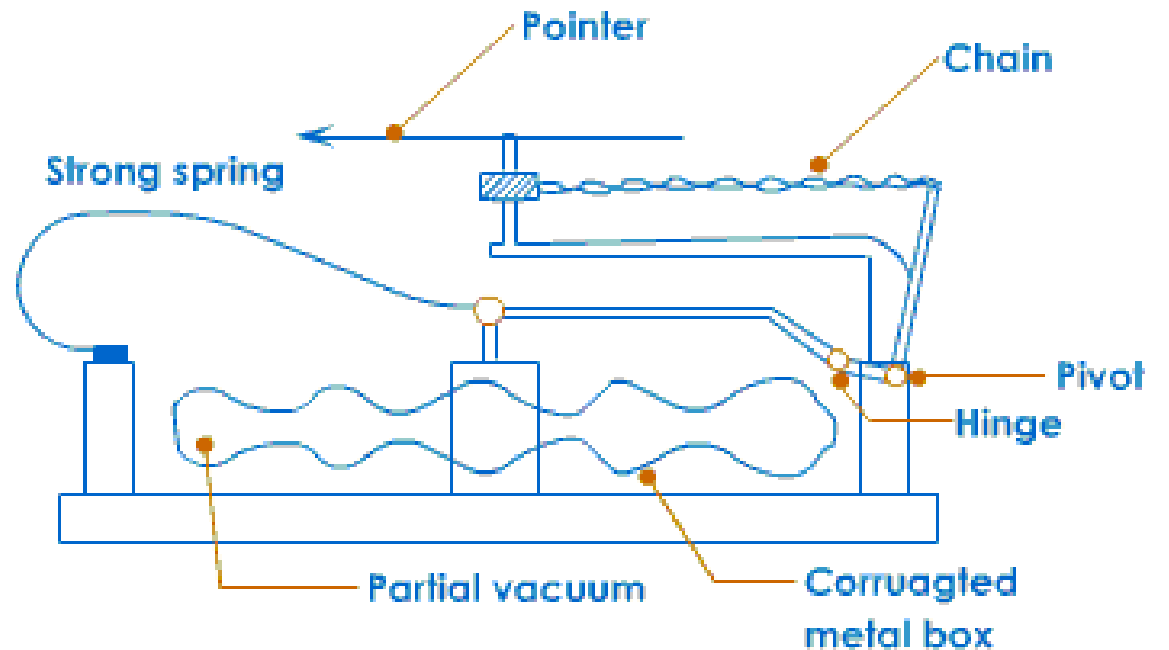 Pointer
Chain
Strong spring
Pivot
Hinge
Partial vacuum
Corruagted
metal box